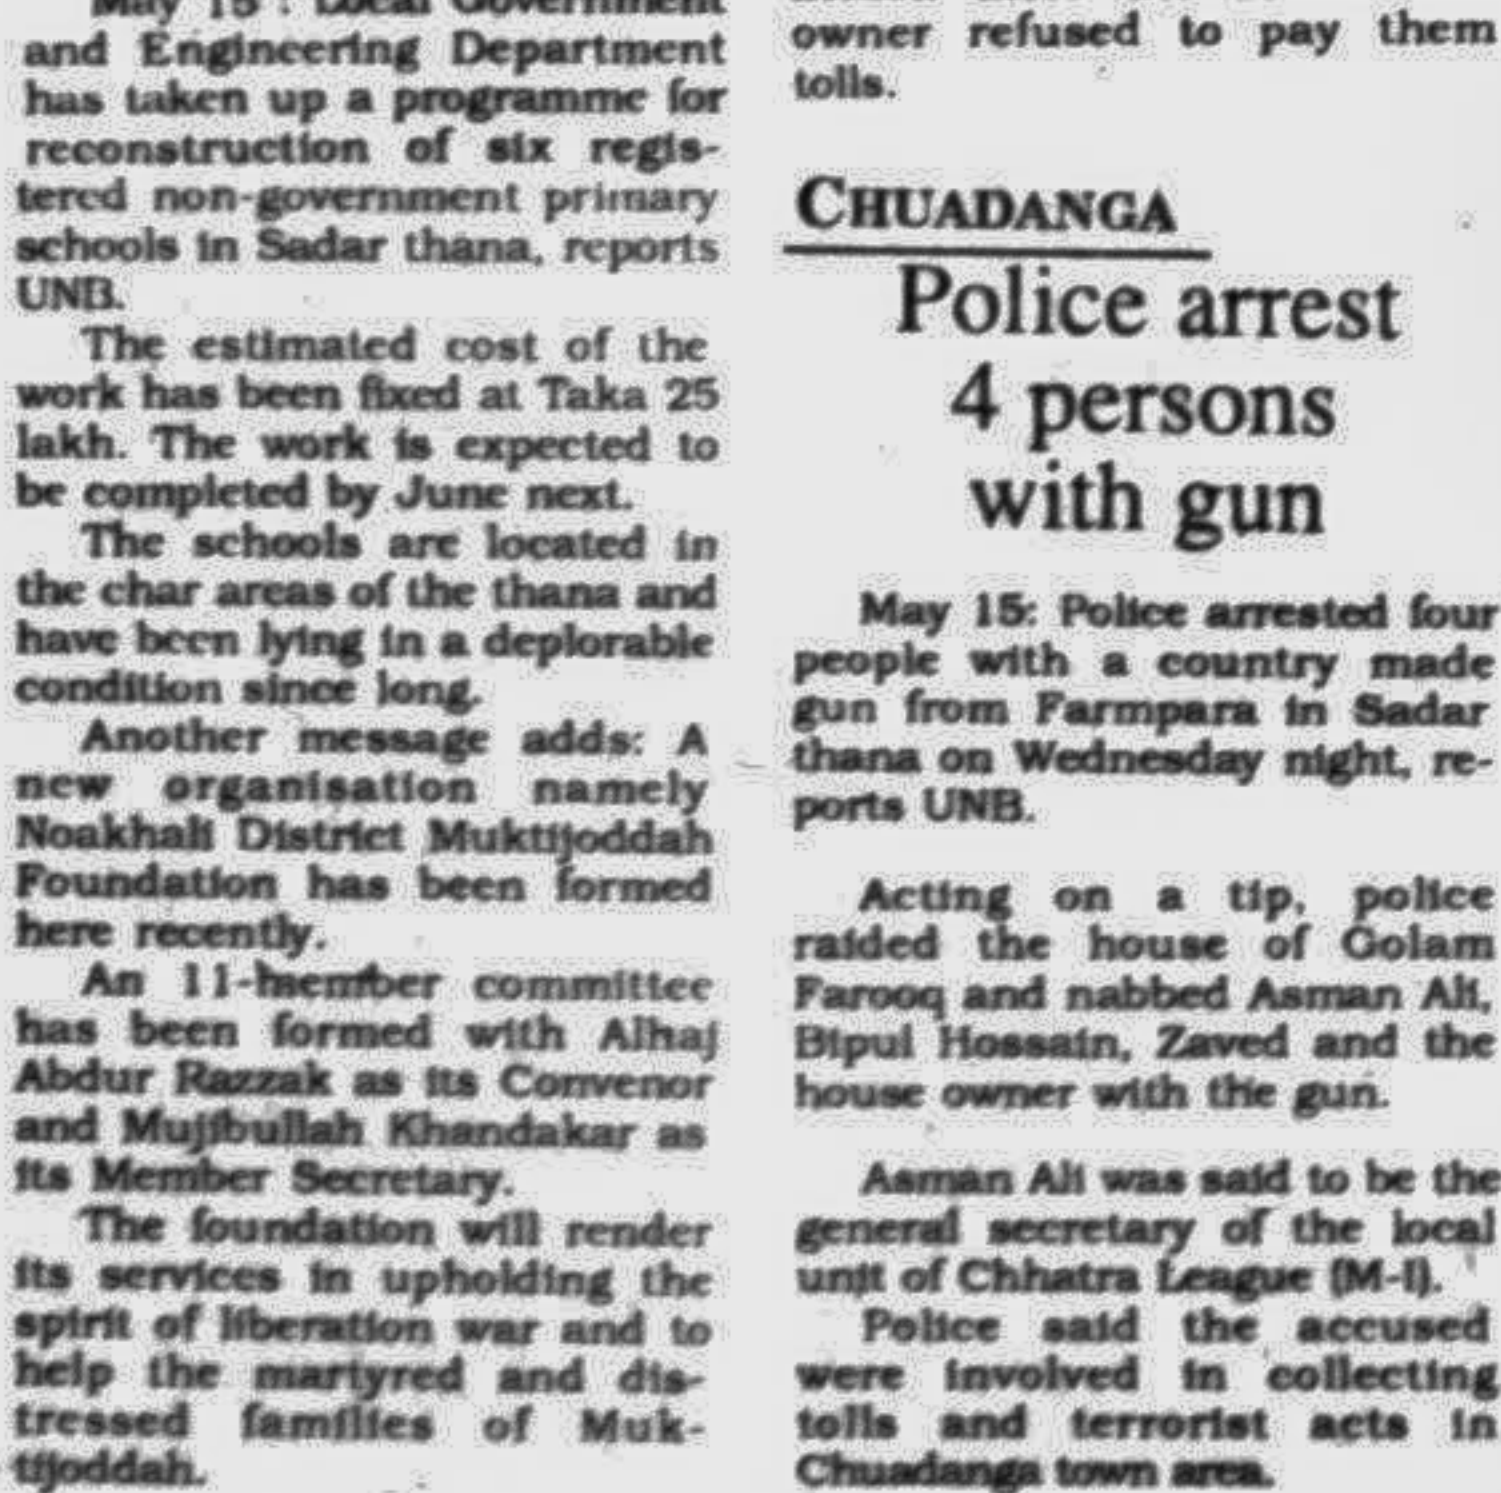 May 15 : Local Government
and Engineering Department
has taken up a programme for
reconstruction of six regis-
tered non-government primary
schools in Sadar thana, reports
UNB.
The estimated cost of the
work has been fixed at Taka 25
lakh. The work is expected to
be completed by June next.
The schools are located in
the char areas of the thana and
have been lying in a deplorable
condition since long.
Another message adds: A
new organisation namely
Noakhali District Muktijoddah
Foundation has been formed
here recently.
An 11-member committee
has been formed with Alhaj
Abdur Razzak as its Convenor
and Mujibullah Khandakar as
its Member Secretary.
The foundation will render
its services in upholding the
spirit of liberation war and to
help the martyred and dis-
tressed families of Muk-
tijoddah.
owner refused to pay them
tolls.
CHUADANGA
Police arrest
4 persons
with gun
May 15: Police arrested four
people with a country made
gun from Farmpara in Sadar
thana on Wednesday night, re-
ports UNB.
Acting on a tip, police
raided the house of Golam
Farooq and nabbed Asman Ali,
Bipul Hossain, Zaved and the
house owner with the gun.
Asman Ali was said to be the
general secretary of the local
unit of Chhatra League (M-I).
Police said the accused
were involved in collecting
tolls and terrorist acts in
Chuadanga town area.